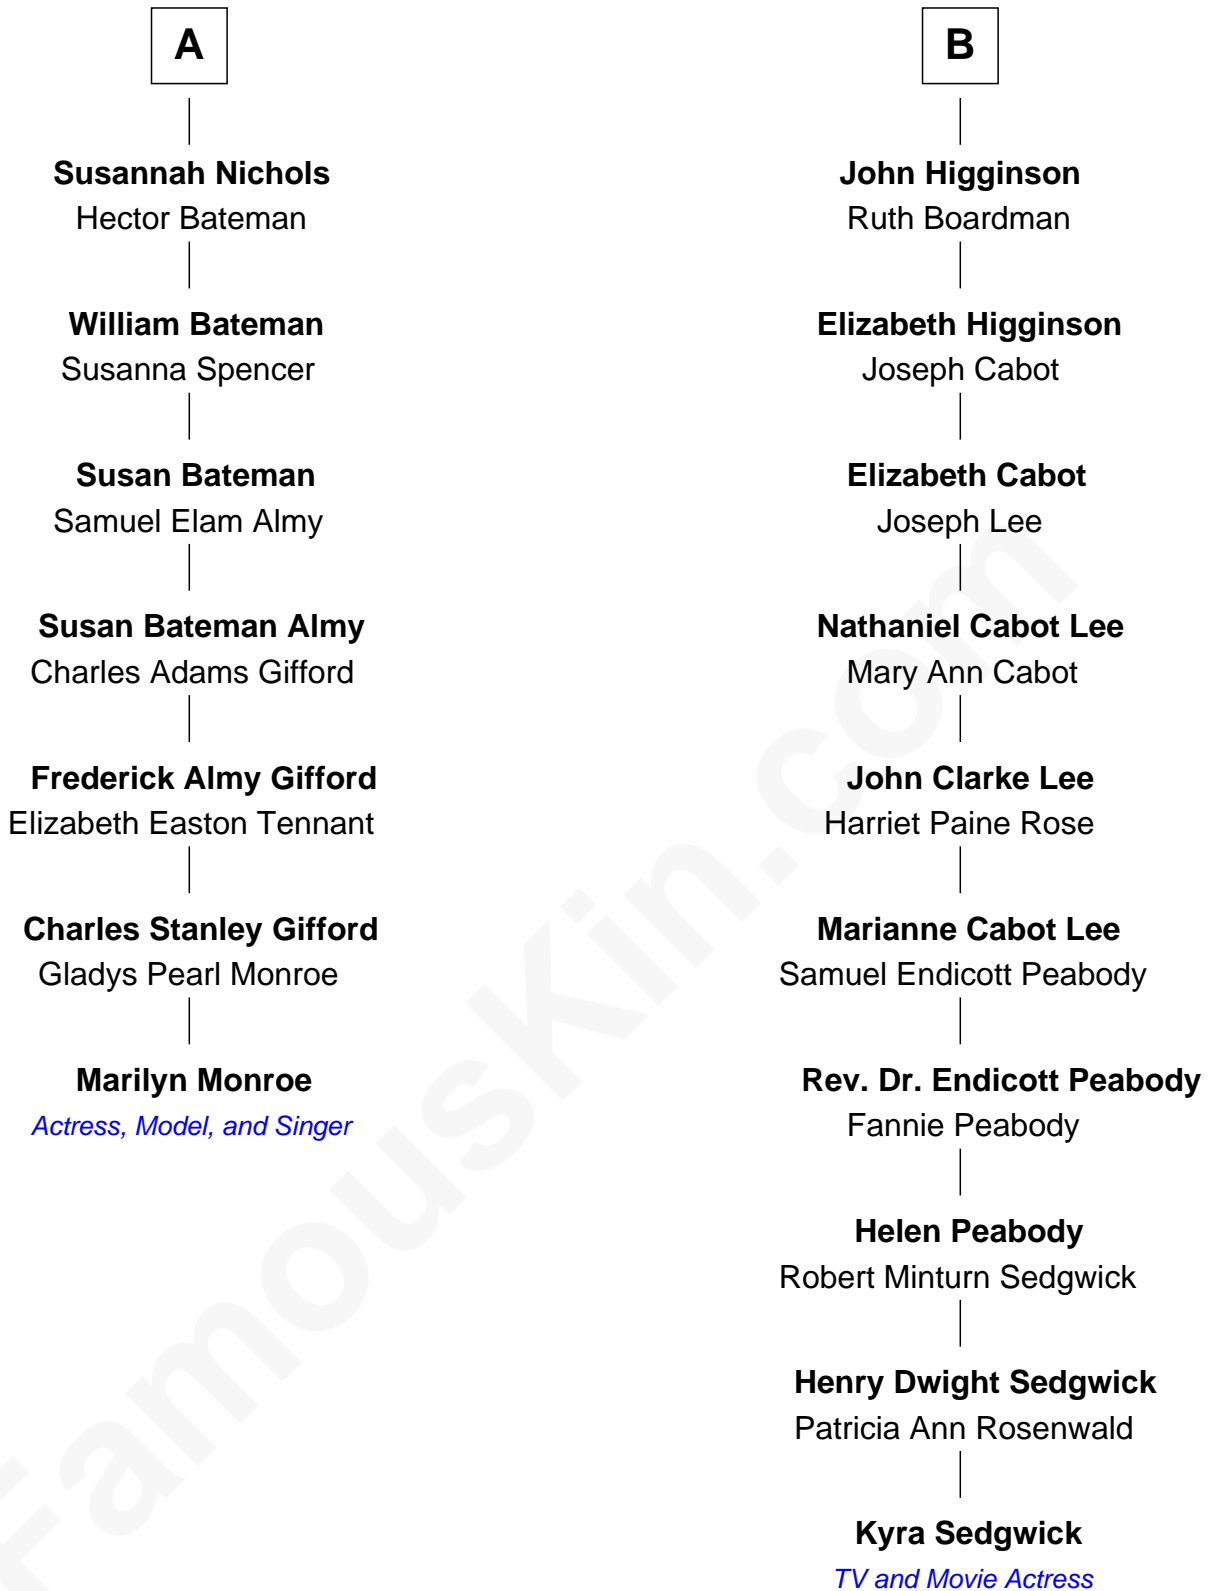 A
Susannah Nichols
Hector Bateman
William Bateman
Susanna Spencer
Susan Bateman
Samuel Elam Almy
Susan Bateman Almy
Charles Adams Gifford
Frederick Almy Gifford
Elizabeth Easton Tennant
Charles Stanley Gifford
Gladys Pearl Monroe
Marilyn Monroe
Actress, Model, and Singer
B
John Higginson
Ruth Boardman
Elizabeth Higginson
Joseph Cabot
Elizabeth Cabot
Joseph Lee
Nathaniel Cabot Lee
Mary Ann Cabot
John Clarke Lee
Harriet Paine Rose
Marianne Cabot Lee
Samuel Endicott Peabody
Rev. Dr. Endicott Peabody
Fannie Peabody
Helen Peabody
Robert Minturn Sedgwick
Henry Dwight Sedgwick
Patricia Ann Rosenwald
Kyra Sedgwick
TV and Movie Actress
FamousKin.com